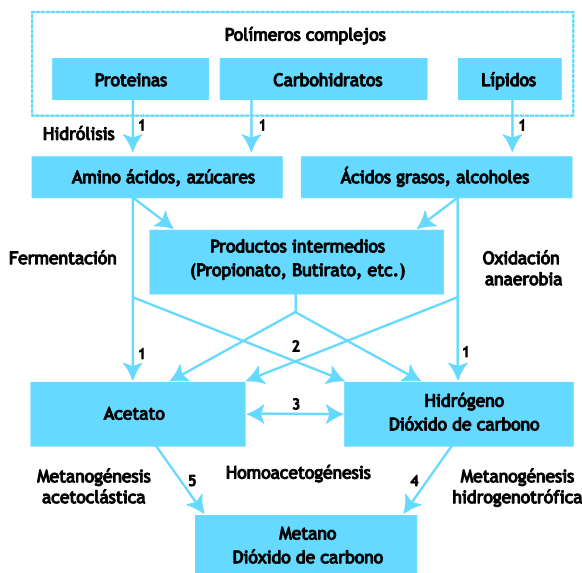 Polímeros complejos
Proteinas
Carbohidratos
Lípidos
Hidrólisis
1
1
1
Amino ácidos, azúcares
Ácidos grasos, alcoholes
Fermentación
Productos intermedios
(Propionato, Butirato, etc.)
Oxidación
anaerobia
1
2
1
Acetato
3
Hidrógeno
Dióxido de carbono
Metanogénesis
acetoclástica
5
Homoacetogénesis
4
Metanogénesis
hidrogenotrófica
Metano
Dióxido de carbono